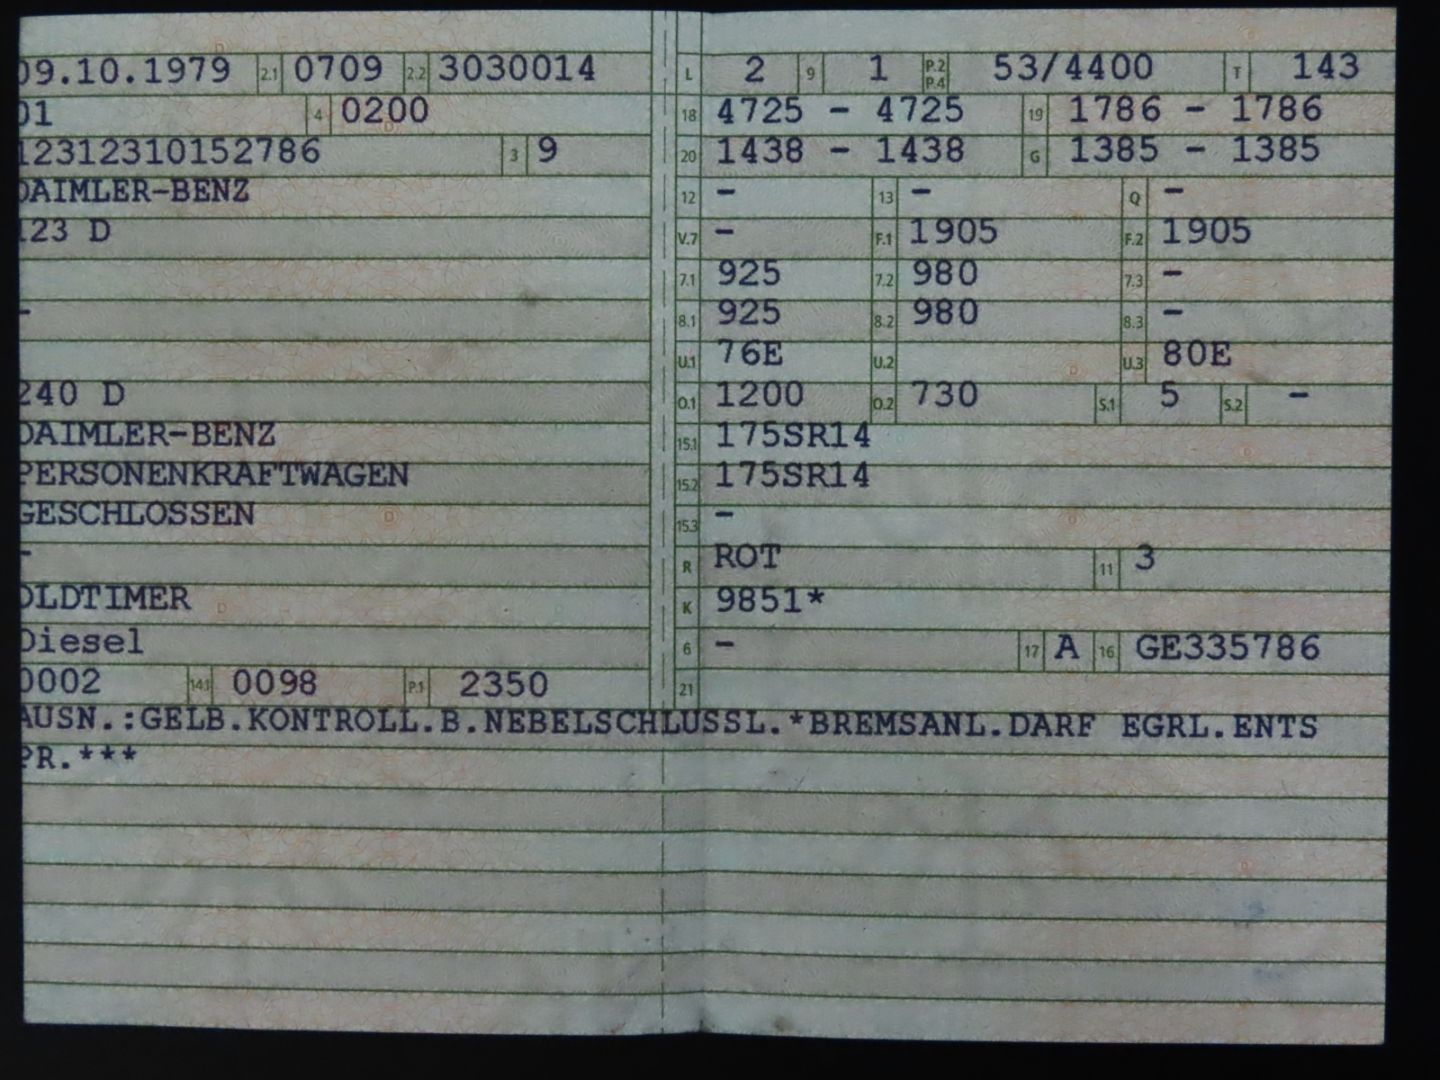 09.10.1979 2.1 0709 2.2 3030014
01 4 0200
12312310152786 3 9
DAIMLER-BENZ
123 D
-
240 D
DAIMLER-BENZ
PERSONENKRAFTWAGEN
GESCHLOSSEN
-
OLDTIMER
Diesel
0002 14.1 0098 P.1 2350
L 2 9 1 P.2 P.4 53/4400 T 143
18 4725 - 4725 19 1786 - 1786
20 1438 - 1438 G 1385 - 1385
12 - 13 - Q -
V.7 - F.1 1905 F.2 1905
7.1 925 7.2 980 7.3 -
8.1 925 8.2 980 8.3 -
U.1 76E U.2 U.3 80E
O.1 1200 O.2 730 S.1 5 S.2 -
15.1 175SR14
15.2 175SR14
15.3 -
R ROT 11 3
K 9851*
6 - 17 A 16 GE335786
21
AUSN.:GELB.KONTROLL.B.NEBELSCHLUSSL.*BREMSANL.DARF EGRL.ENTS
PR.***